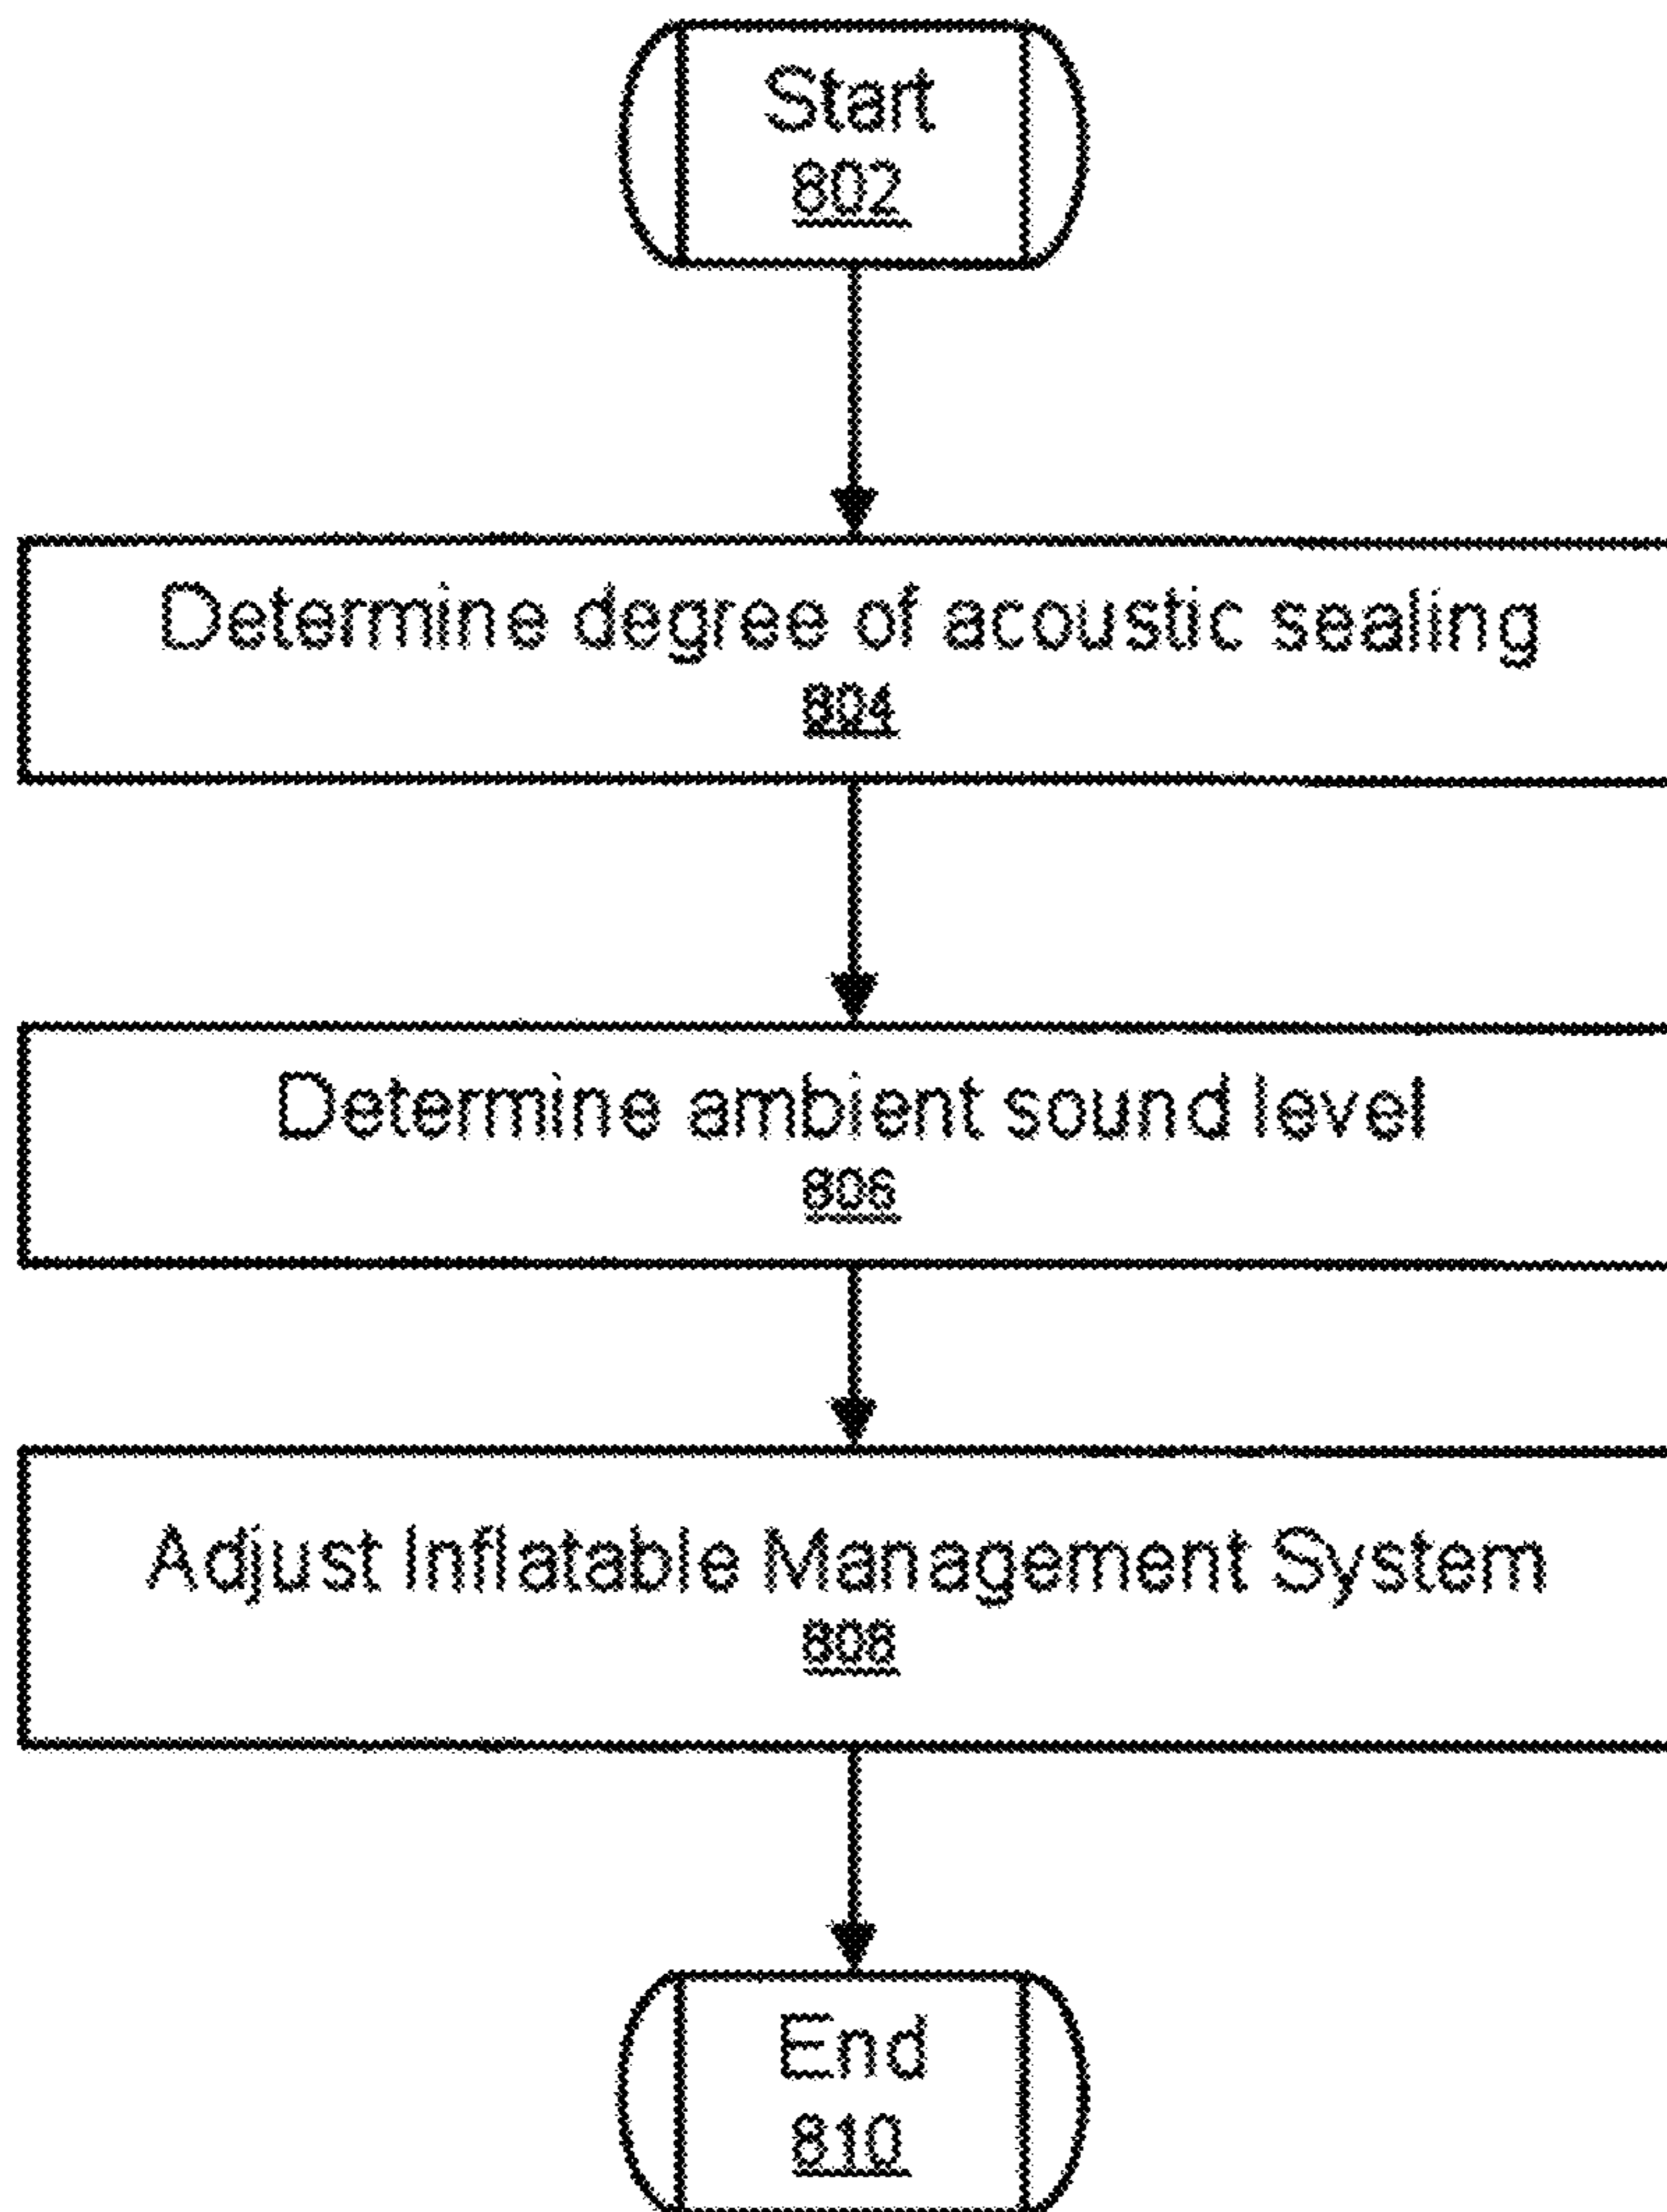 Start
802
Determine degree of acoustic sealing
804
Determine ambient sound level
806
Adjust Inflatable Management System
808
End
810